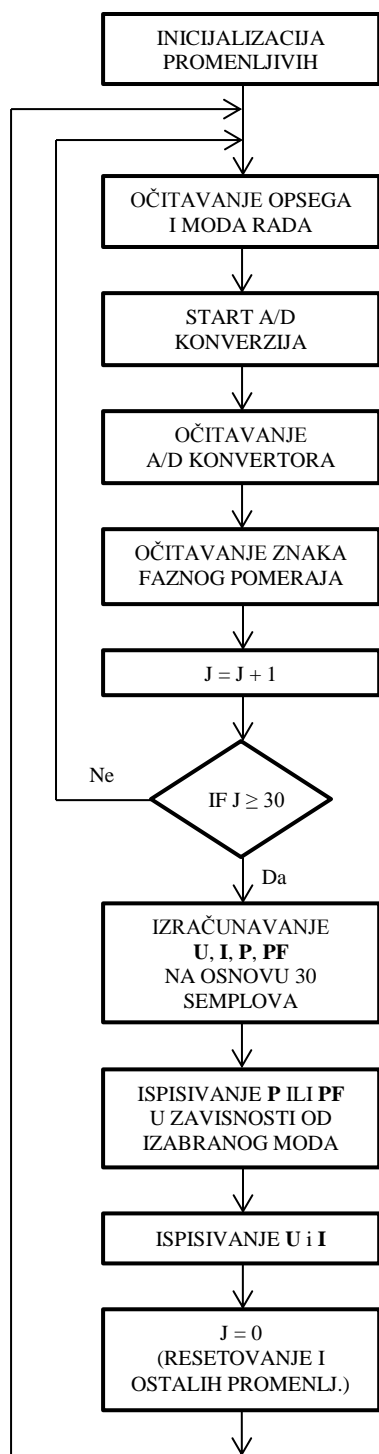 INICIJALIZACIJA
PROMENLJIVIH
OČITAVANJE OPSEGA
I MODA RADA
START A/D
KONVERZIJA
OČITAVANJE
A/D KONVERTORA
OČITAVANJE ZNAKA
FAZNOG POMERAJA
J = J + 1
Ne
IF J ≥ 30
Da
IZRAČUNAVANJE
U, I, P, PF
NA OSNOVU 30
SEMPLOVA
ISPISIVANJE P ILI PF
U ZAVISNOSTI OD
IZABRANOG MODA
ISPISIVANJE U i I
J = 0
(RESETOVANJE I
OSTALIH PROMENLJ.)